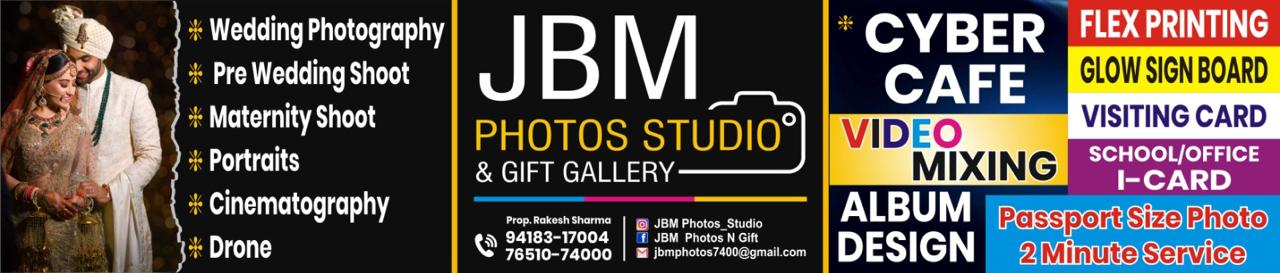 Wedding Photography
Pre Wedding Shoot
Maternity Shoot
Portraits
Cinematography
Drone
JBM
PHOTOS STUDIO
& GIFT GALLERY
Prop. Rakesh Sharma
94183-17004
76510-74000
JBM Photos_Studio
JBM Photos N Gift
jbmphotos7400@gmail.com
CYBER
CAFE
VIDEO
MIXING
ALBUM
DESIGN
FLEX PRINTING
GLOW SIGN BOARD
VISITING CARD
SCHOOL/OFFICE
I-CARD
Passport Size Photo
2 Minute Service